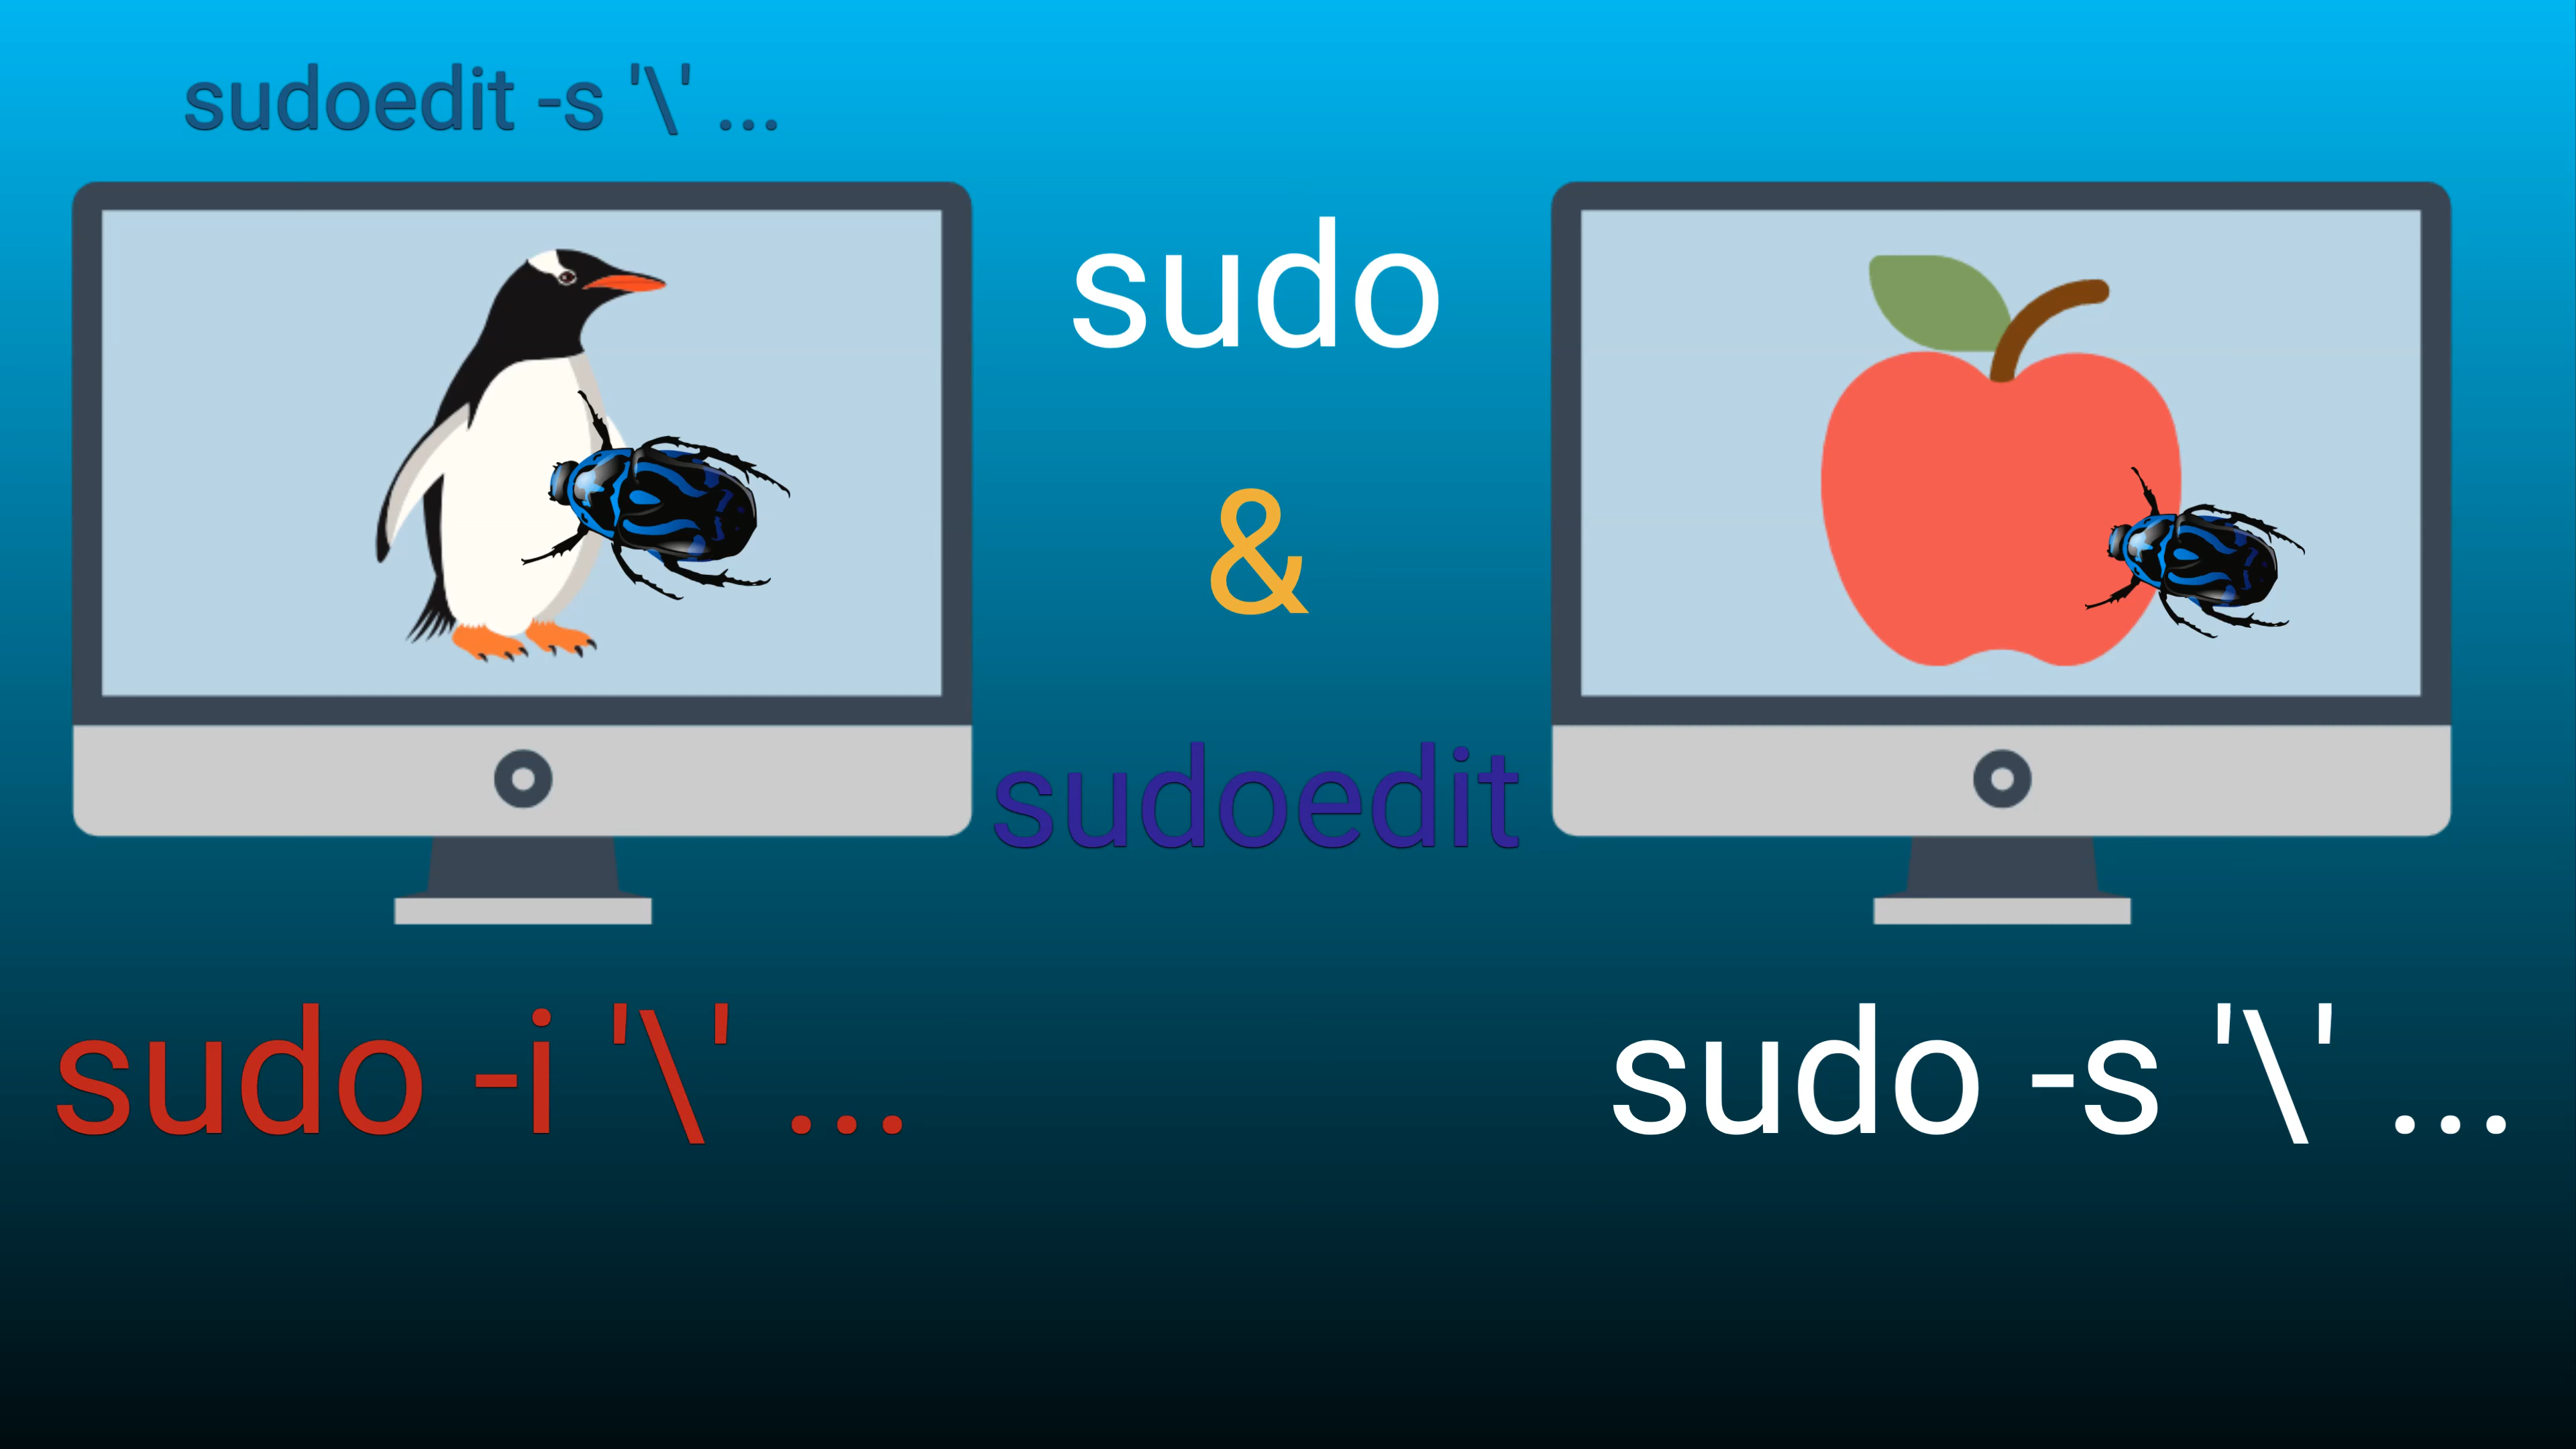 sudoedit -s '\' ...
sudo
&
sudoedit
sudo -i '\' ...
sudo -s '\' ...